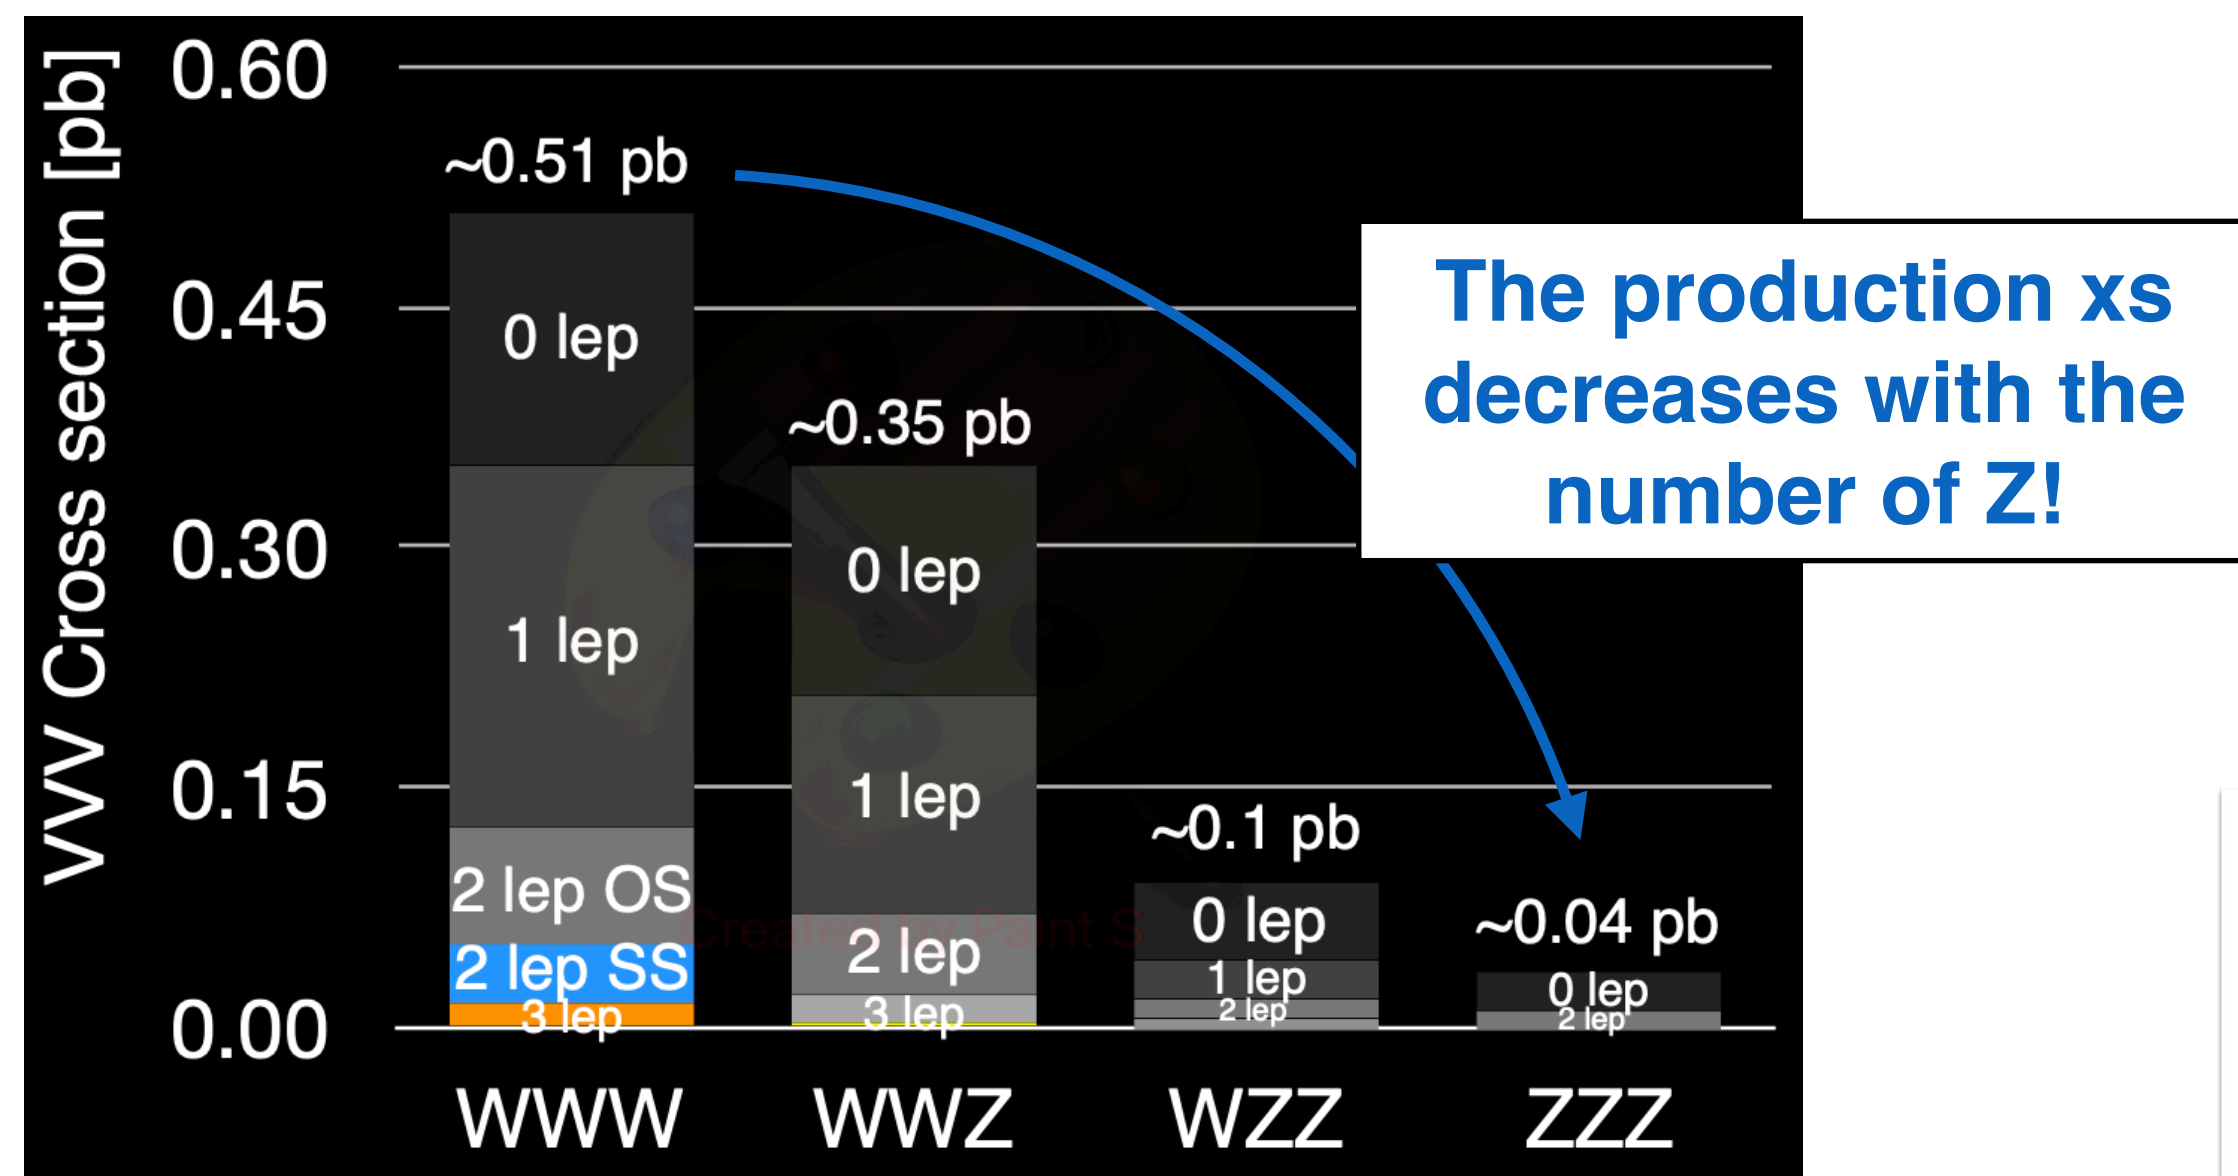 VVV Cross section [pb]
0.60
0.45
0.30
0.15
0.00
~0.51 pb
0 lep
1 lep
2 lep OS
2 lep SS
3 lep
WWW
~0.35 pb
0 lep
1 lep
2 lep
3 lep
WWZ
~0.1 pb
0 lep
1 lep
2 lep
WZZ
~0.04 pb
0 lep
2 lep
ZZZ
The production xs
decreases with the
number of Z!
Created by Paint S